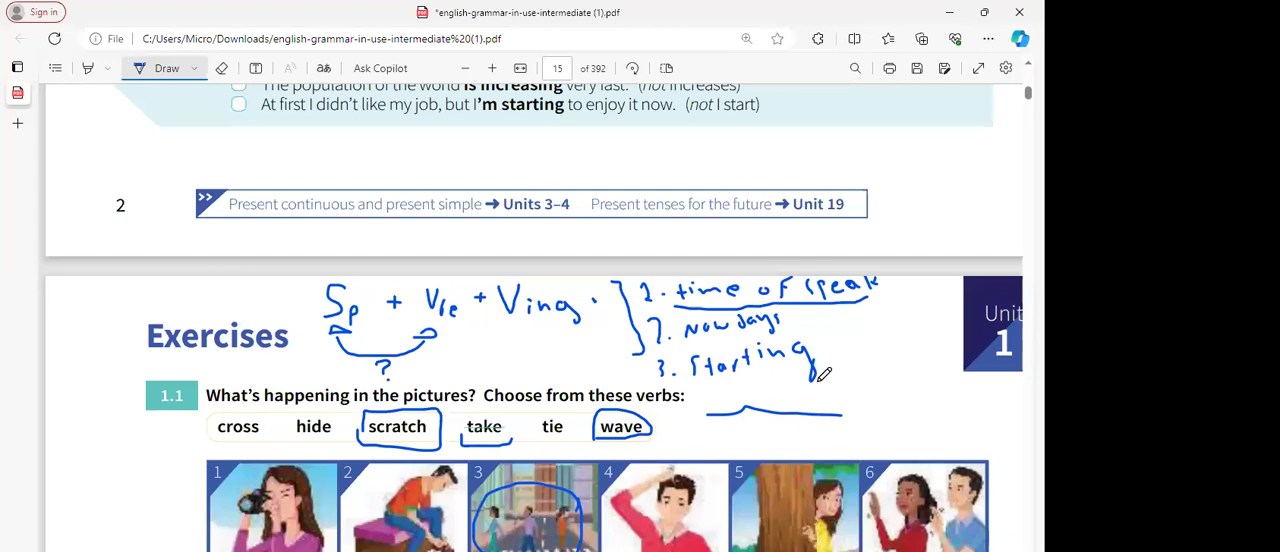 Sign in
*english-grammar-in-use-intermediate (1).pdf
File C:/Users/Micro/Downloads/english-grammar-in-use-intermediate%20(1).pdf
Draw
Ask Copilot
15 of 392
The population of the world is increasing very fast. (not increases)
At first I didn't like my job, but I'm starting to enjoy it now. (not I start)
2
Present continuous and present simple ➜ Units 3–4 Present tenses for the future ➜ Unit 19
Sp + V + Ving . time of speak
2. Now days
?
3. Starting
Exercises
Unit
1
1.1 What's happening in the pictures? Choose from these verbs:
cross hide scratch take tie wave
1 2 3 4 5 6